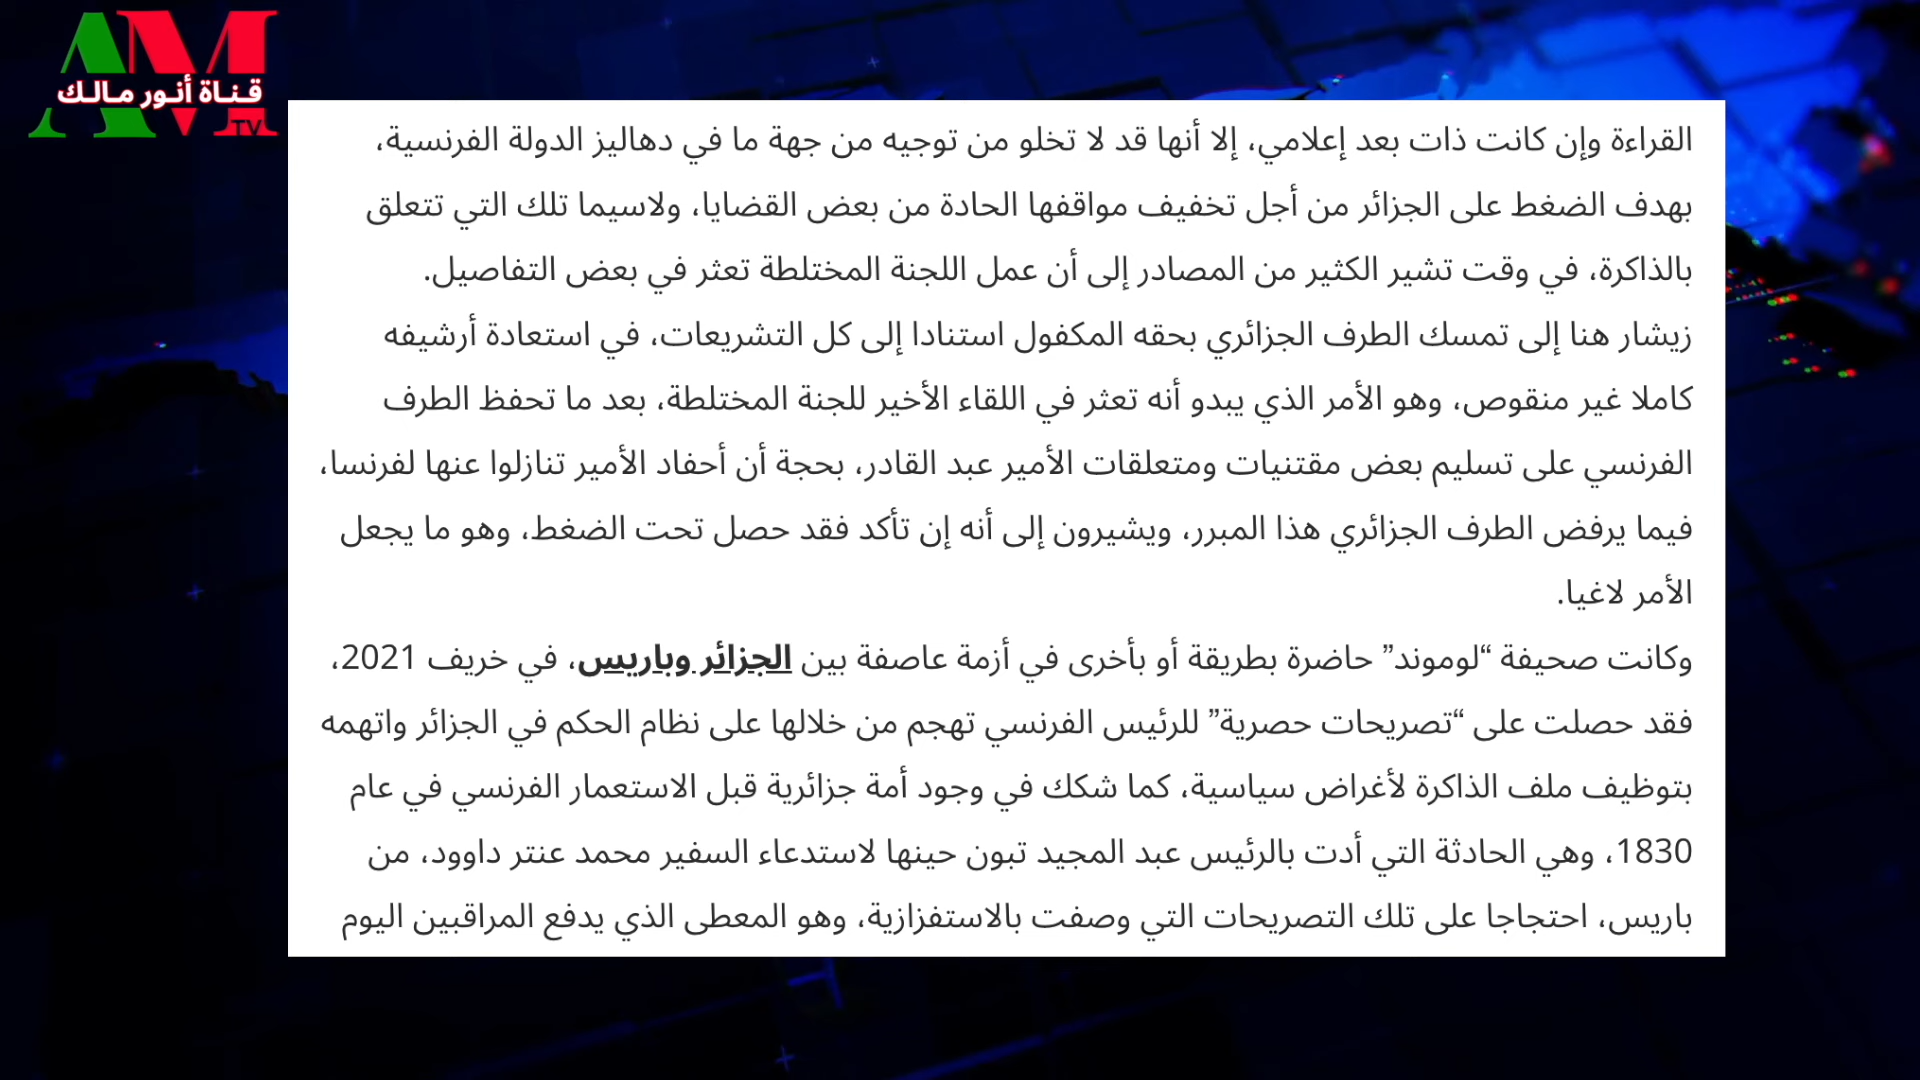 AM
قناة أنور مالك
TV
القراءة وإن كانت ذات بعد إعلامي، إلا أنها قد لا تخلو من توجيه من جهة ما في دهاليز الدولة الفرنسية،
بهدف الضغط على الجزائر من أجل تخفيف مواقفها الحادة من بعض القضايا، ولاسيما تلك التي تتعلق
بالذاكرة، في وقت تشير الكثير من المصادر إلى أن عمل اللجنة المختلطة تعثر في بعض التفاصيل.
زيشار هنا إلى تمسك الطرف الجزائري بحقه المكفول استنادا إلى كل التشريعات، في استعادة أرشيفه
كاملا غير منقوص، وهو الأمر الذي يبدو أنه تعثر في اللقاء الأخير للجنة المختلطة، بعد ما تحفظ الطرف
الفرنسي على تسليم بعض مقتنيات ومتعلقات الأمير عبد القادر، بحجة أن أحفاد الأمير تنازلوا عنها لفرنسا،
فيما يرفض الطرف الجزائري هذا المبرر، ويشيرون إلى أنه إن تأكد فقد حصل تحت الضغط، وهو ما يجعل
الأمر لاغيا.
وكانت صحيفة “لوموند” حاضرة بطريقة أو بأخرى في أزمة عاصفة بين الجزائر وباريس، في خريف 2021،
فقد حصلت على “تصريحات حصرية” للرئيس الفرنسي تهجم من خلالها على نظام الحكم في الجزائر واتهمه
بتوظيف ملف الذاكرة لأغراض سياسية، كما شكك في وجود أمة جزائرية قبل الاستعمار الفرنسي في عام
1830، وهي الحادثة التي أدت بالرئيس عبد المجيد تبون حينها لاستدعاء السفير محمد عنتر داوود، من
باريس، احتجاجا على تلك التصريحات التي وصفت بالاستفزازية، وهو المعطى الذي يدفع المراقبين اليوم